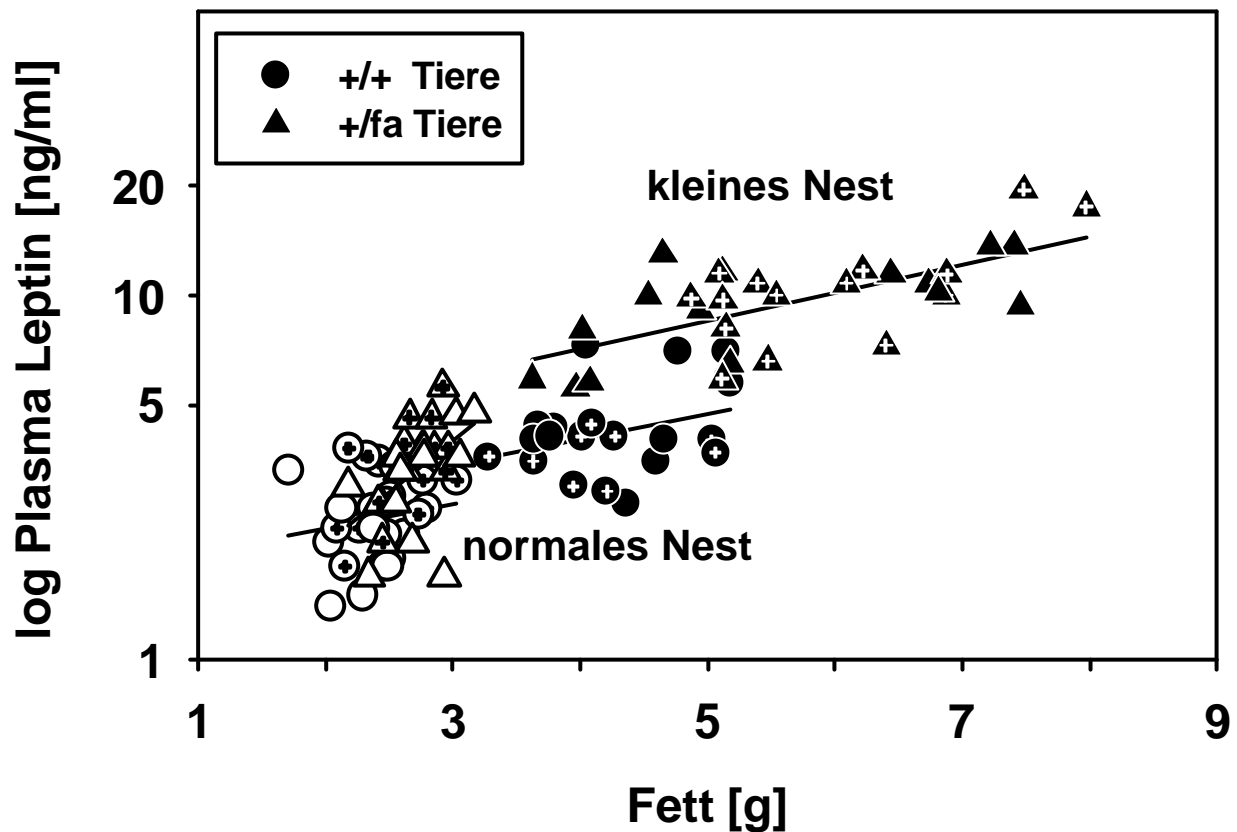 +/+ Tiere
+/fa Tiere
kleines Nest
normales Nest
log Plasma Leptin [ng/ml]
20
10
5
1
1 3 5 7 9
Fett [g]